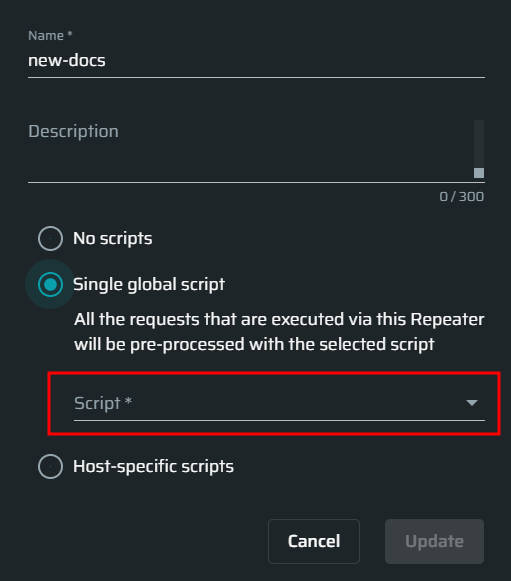 Name *
new-docs
Description
0 / 300
No scripts
Single global script
All the requests that are executed via this Repeater
will be pre-processed with the selected script
Script *
Host-specific scripts
Cancel
Update